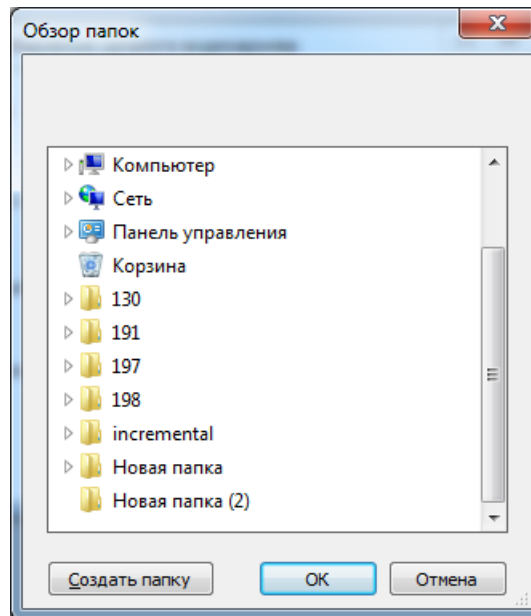 Обзор папок
Компьютер
Сеть
Панель управления
Корзина
130
191
197
198
incremental
Новая папка
Новая папка (2)
Создать папку
ОК
Отмена